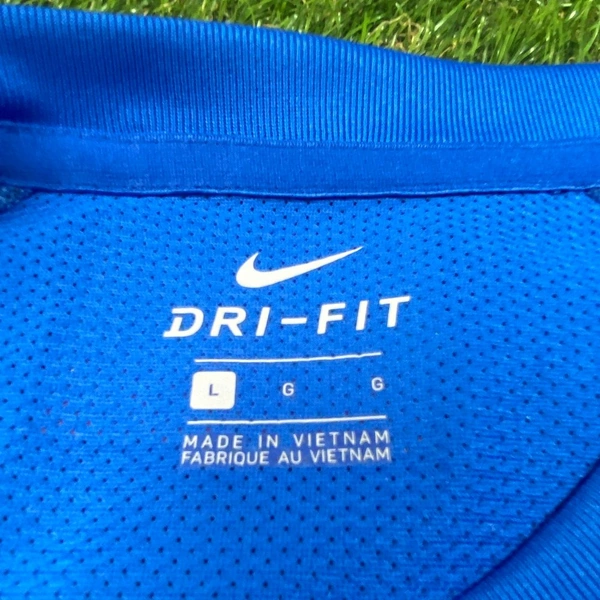 DRI-FIT
L G G
MADE IN VIETNAM
FABRIQUE AU VIETNAM